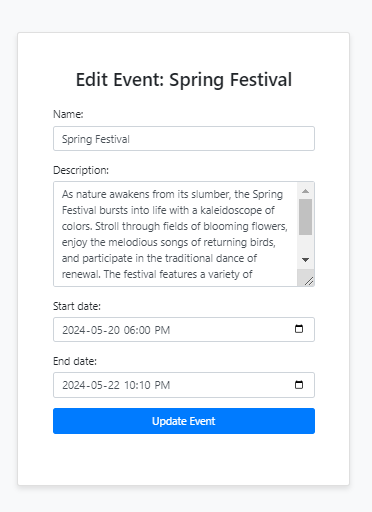 Edit Event: Spring Festival
Name:
Spring Festival
Description:
As nature awakens from its slumber, the Spring
Festival bursts into life with a kaleidoscope of
colors. Stroll through fields of blooming flowers,
enjoy the melodious songs of returning birds,
and participate in the traditional dance of
renewal. The festival features a variety of
Start date:
2024-05-20 06:00 PM
End date:
2024-05-22 10:10 PM
Update Event